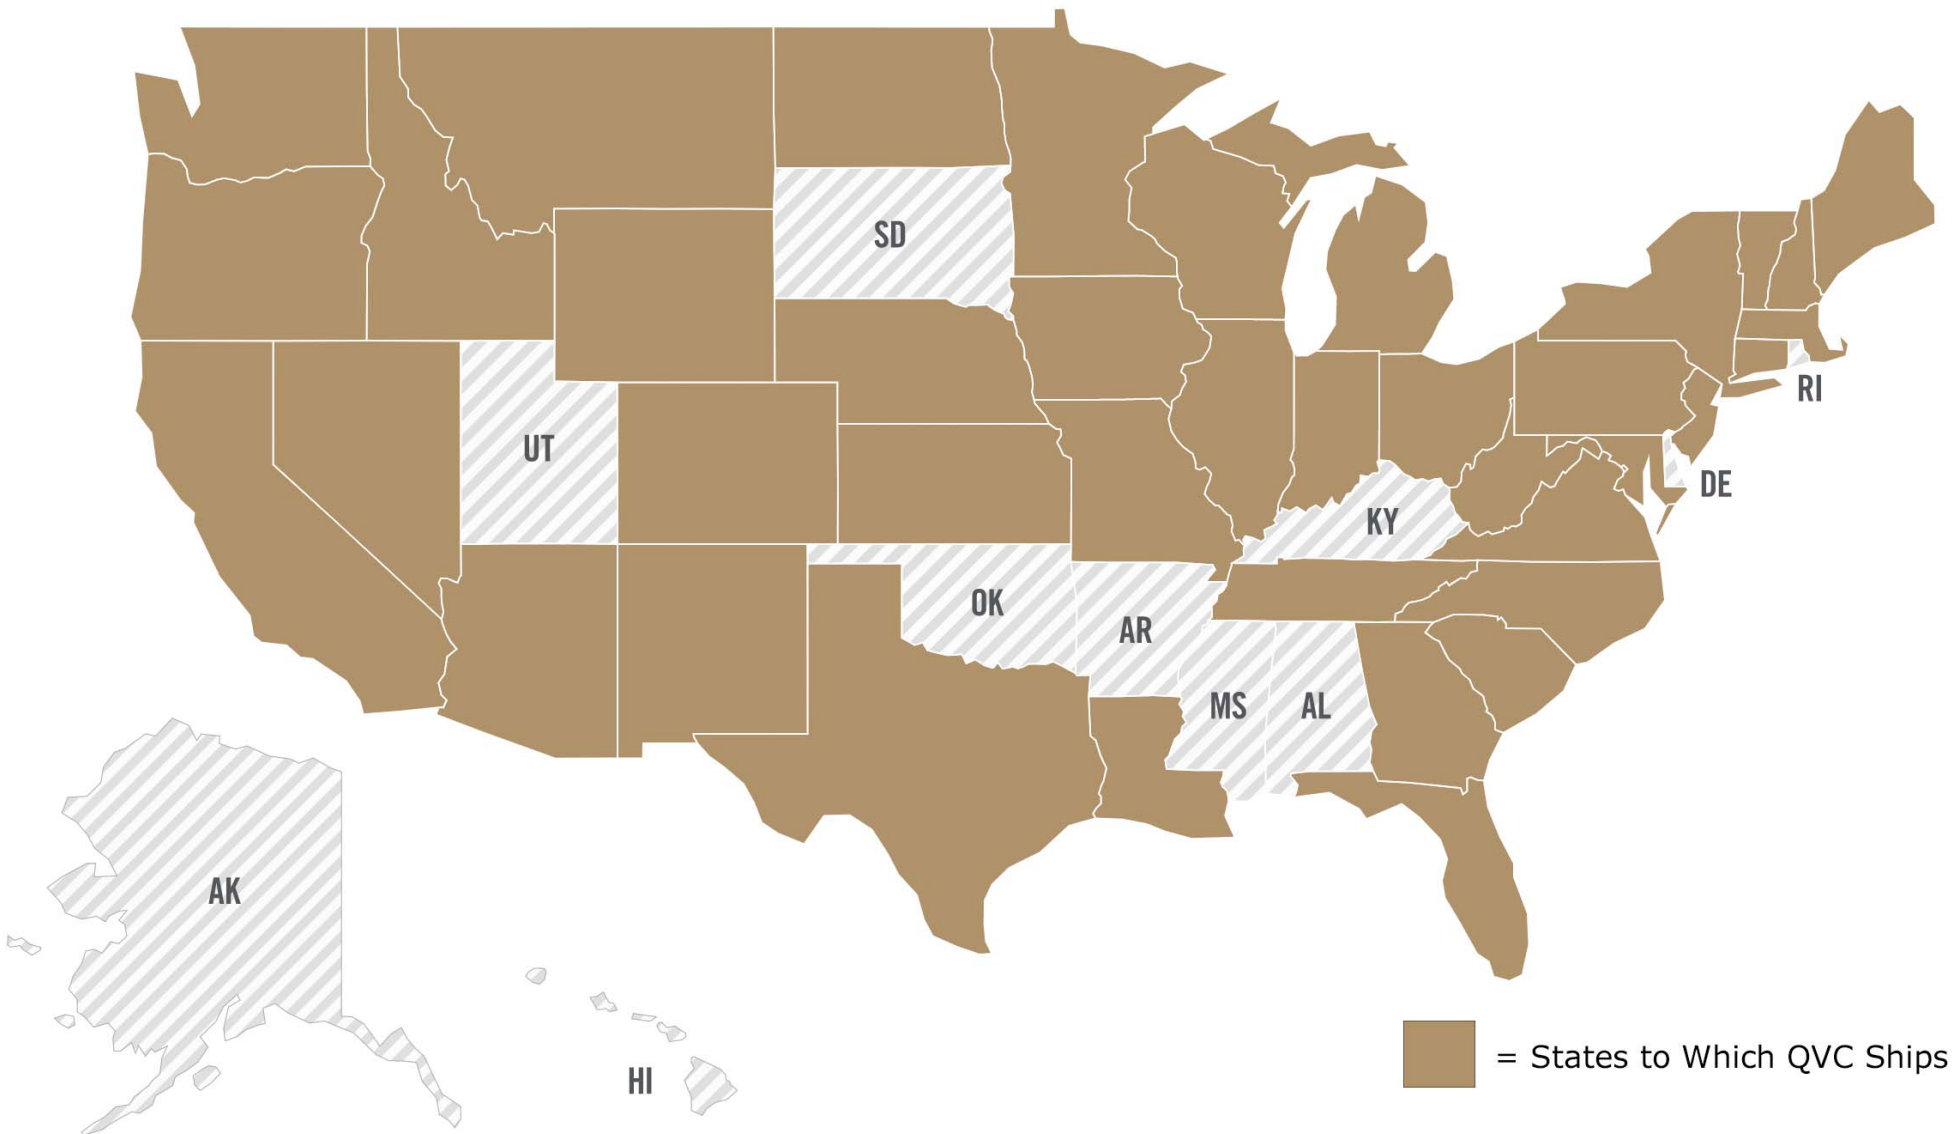 SD
RI
UT
DE
KY
OK
AR
MS
AL
AK
HI
= States to Which QVC Ships